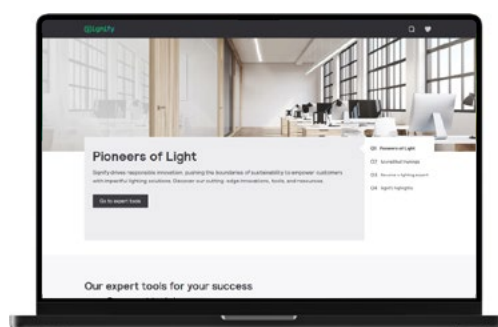 Signify
Pioneers of Light
Signify drives responsible innovation, pushing the boundaries of sustainability to empower customers
with impactful lighting solutions. Discover our cutting-edge innovations, tools, and resources
Go to expert tools
01 Pioneers of Light
02 Accredited trainings
03 Become a lighting expert
04 Signify highlights
Our expert tools for your success